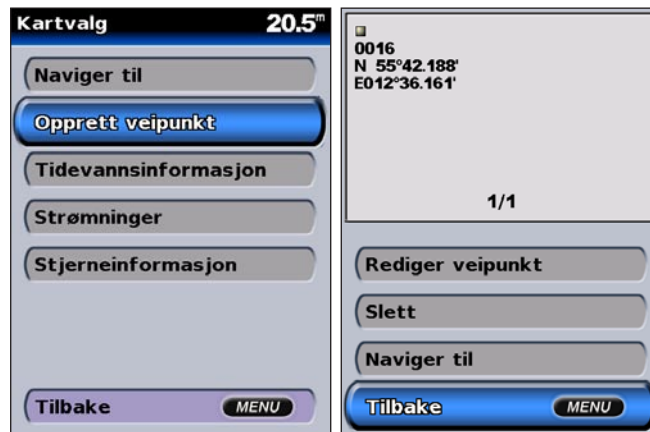 Kartvalg 20.5m
Naviger til
Opprett veipunkt
Tidevannsinformasjon
Strømninger
Stjerneinformasjon
Tilbake MENU
0016
N 55°42.188'
E012°36.161'
1/1
Rediger veipunkt
Slett
Naviger til
Tilbake MENU